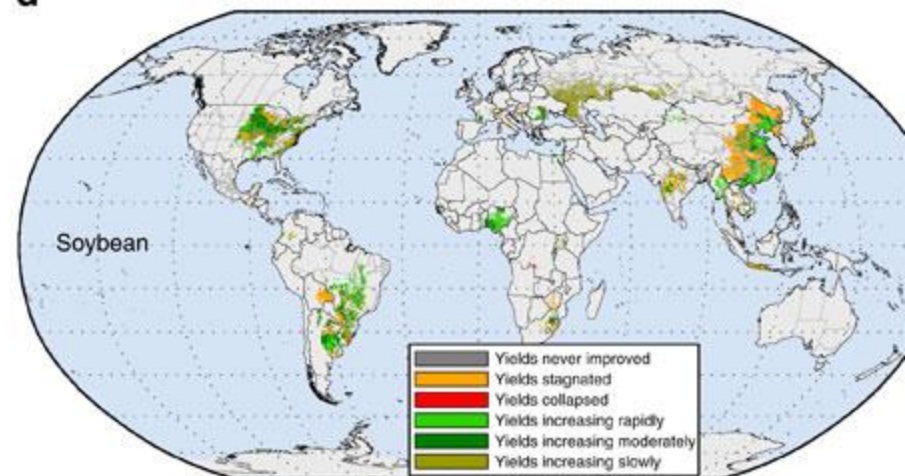 d
Soybean
Yields never improved
Yields stagnated
Yields collapsed
Yields increasing rapidly
Yields increasing moderately
Yields increasing slowly